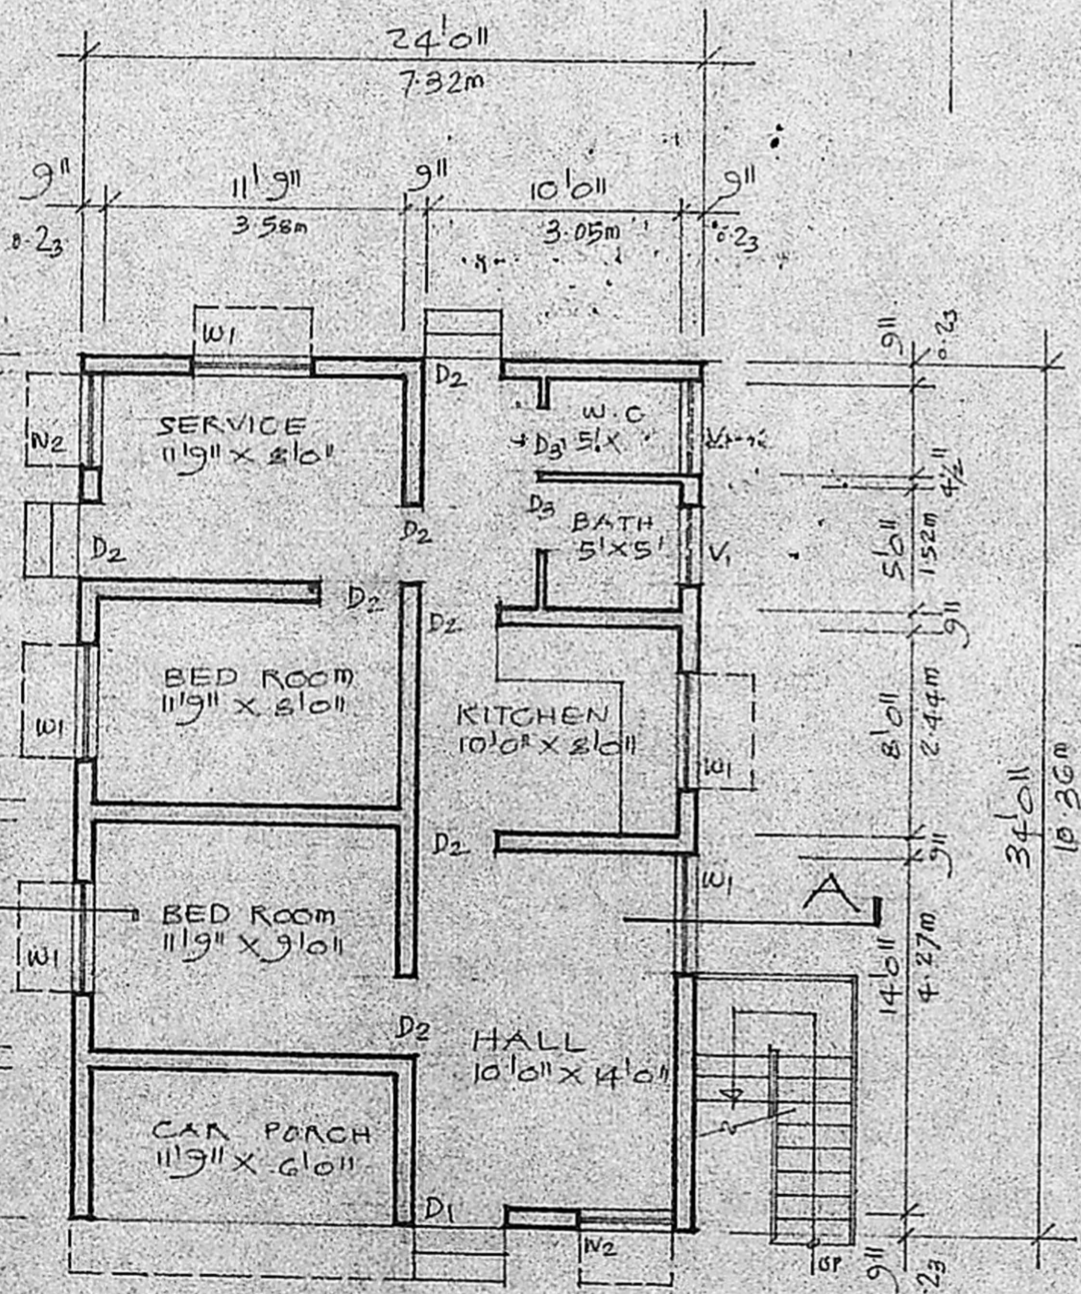 24'0"
7.32m
9" 11'9" 9" 10'0" 9"
0.23 3.58m 3.05m 0.23
W1
9"
0.23
D2
N2
SERVICE
11'9" X 8'0"
W.C
5'X
D3
4½"
D3
BATH
5'X5'
V1
5'0"
1.52m
D2
D2
D2
D2
9"
BED ROOM
11'9" X 8'0"
W1
KITCHEN
10'0" X 8'0"
W1
8'0"
2.44m
34'0"
10.36m
D2
9"
W1
A
BED ROOM
11'9" X 9'0"
W1
14'0"
4.27m
D2
HALL
10'0" X 14'0"
CAR PORCH
11'9" X 6'0"
D1
N2
UP
9"
.23